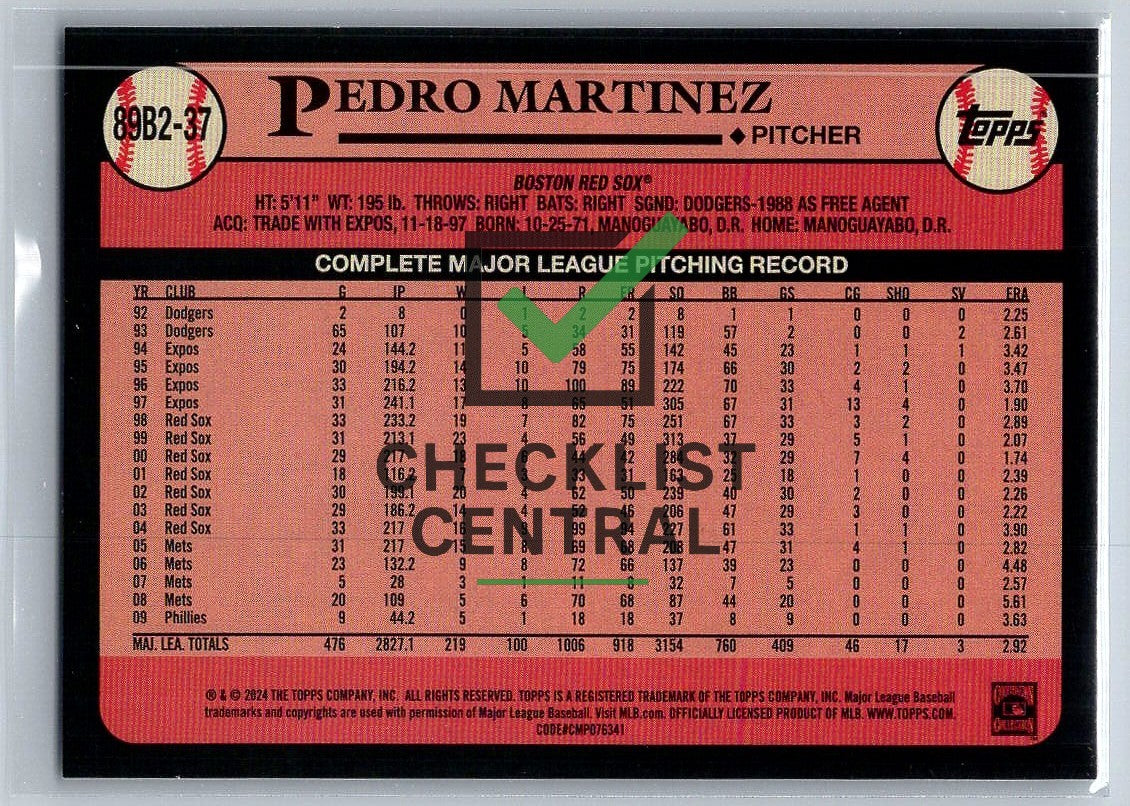 89B2-37
PEDRO MARTINEZ
◆ PITCHER
TOPPS
BOSTON RED SOX®
HT: 5'11" WT: 195 lb. THROWS: RIGHT BATS: RIGHT SGND: DODGERS-1988 AS FREE AGENT
ACQ: TRADE WITH EXPOS, 11-18-97 BORN: 10-25-71, MANOGUAYABO, D.R. HOME: MANOGUAYABO, D.R.
COMPLETE MAJOR LEAGUE PITCHING RECORD
YR CLUB G IP W L R ER SO BB GS CG SHO SV ERA
92 Dodgers 2 8 0 1 2 2 8 1 1 0 0 0 2.25
93 Dodgers 65 107 10 5 34 31 119 57 2 0 0 2 2.61
94 Expos 24 144.2 11 5 58 55 142 45 23 1 1 1 3.42
95 Expos 30 194.2 14 10 79 75 174 66 30 2 2 0 3.47
96 Expos 33 216.2 13 10 100 89 222 70 33 4 1 0 3.70
97 Expos 31 241.1 17 8 65 51 305 67 31 13 4 0 1.90
98 Red Sox 33 233.2 19 7 82 75 251 67 33 3 2 0 2.89
99 Red Sox 31 213.1 23 4 56 49 313 37 29 5 1 0 2.07
00 Red Sox 29 217 18 6 44 42 284 32 29 7 4 0 1.74
01 Red Sox 18 116.2 7 3 33 31 163 25 18 1 0 0 2.39
02 Red Sox 30 199.1 20 4 62 50 239 40 30 2 0 0 2.26
03 Red Sox 29 186.2 14 4 52 46 206 47 29 3 0 0 2.22
04 Red Sox 33 217 16 9 99 94 227 61 33 1 1 0 3.90
05 Mets 31 217 15 8 69 68 208 47 31 4 1 0 2.82
06 Mets 23 132.2 9 8 72 66 137 39 23 0 0 0 4.48
07 Mets 5 28 3 1 11 8 32 7 5 0 0 0 2.57
08 Mets 20 109 5 6 70 68 87 44 20 0 0 0 5.61
09 Phillies 9 44.2 5 1 18 18 37 8 9 0 0 0 3.63
MAJ. LEA. TOTALS 476 2827.1 219 100 1006 918 3154 760 409 46 17 3 2.92
CHECKLIST
CENTRAL
® & © 2024 THE TOPPS COMPANY, INC. ALL RIGHTS RESERVED. TOPPS IS A REGISTERED TRADEMARK OF THE TOPPS COMPANY, INC. Major League Baseball
trademarks and copyrights are used with permission of Major League Baseball. Visit MLB.com. OFFICIALLY LICENSED PRODUCT OF MLB. WWW.TOPPS.COM.
CODE#CMP076341